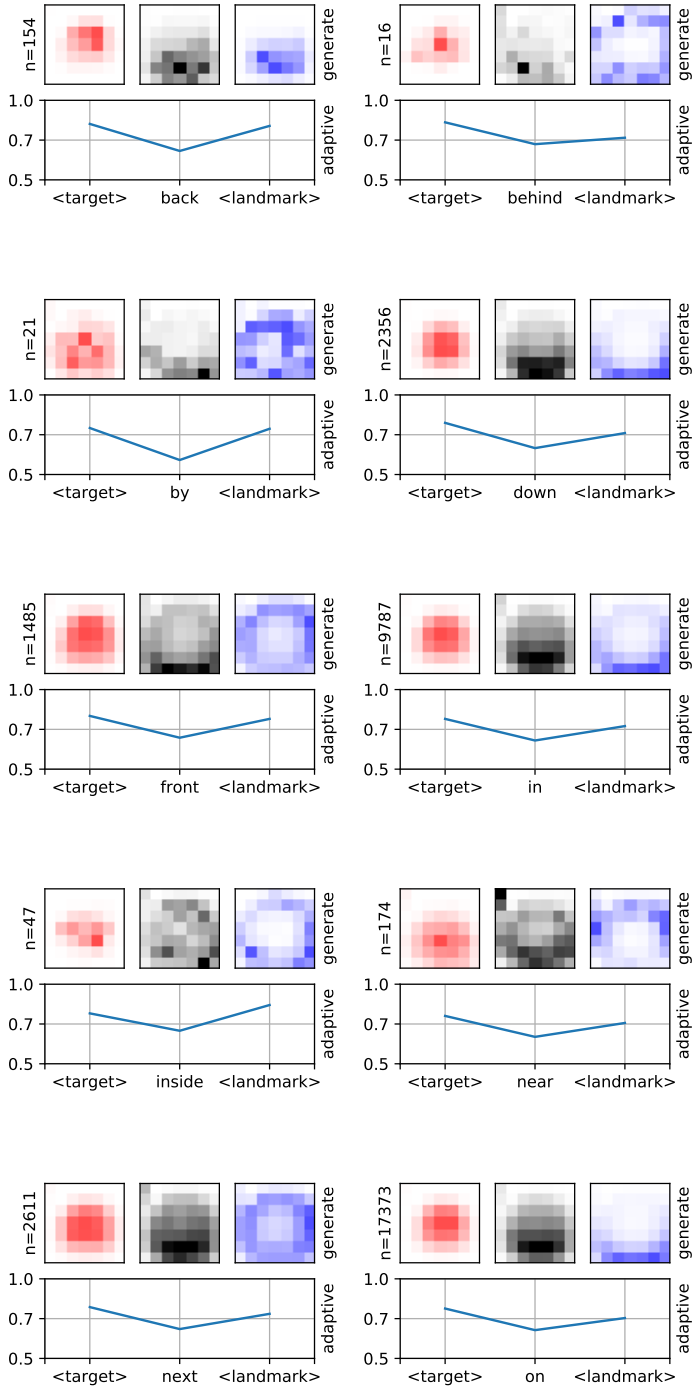 n=154 generate n=16 generate
1.0 1.0
0.7 adaptive 0.7 adaptive
0.5 0.5
<target> back <landmark> <target> behind <landmark>
n=21 generate n=2356 generate
1.0 1.0
0.7 adaptive 0.7 adaptive
0.5 0.5
<target> by <landmark> <target> down <landmark>
n=1485 generate n=9787 generate
1.0 1.0
0.7 adaptive 0.7 adaptive
0.5 0.5
<target> front <landmark> <target> in <landmark>
n=47 generate n=174 generate
1.0 1.0
0.7 adaptive 0.7 adaptive
0.5 0.5
<target> inside <landmark> <target> near <landmark>
n=2611 generate n=17373 generate
1.0 1.0
0.7 adaptive 0.7 adaptive
0.5 0.5
<target> next <landmark> <target> on <landmark>